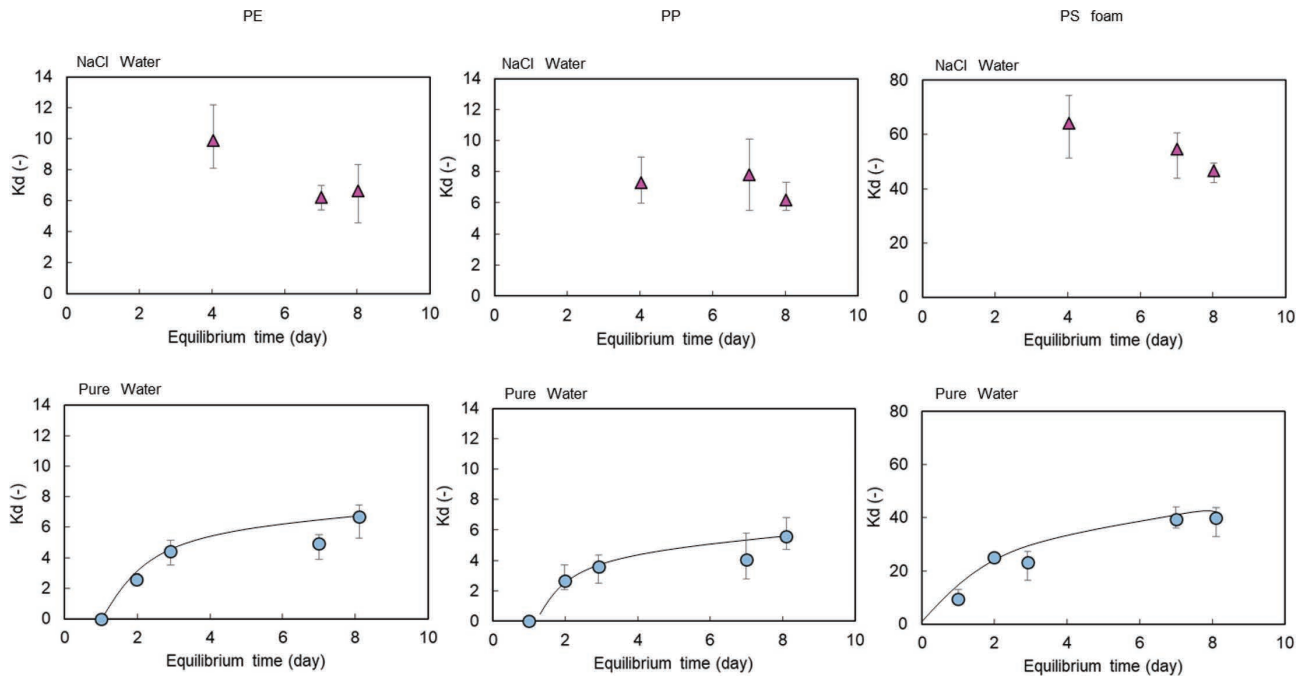 PE PP PS foam
NaCl Water NaCl Water NaCl Water
14
12
10
8
6
4
2
0
Kd (-)
0 2 4 6 8 10
Equilibrium time (day)
14
12
10
8
6
4
2
0
Kd (-)
0 2 4 6 8 10
Equilibrium time (day)
80
60
40
20
0
Kd (-)
0 2 4 6 8 10
Equilibrium time (day)
Pure Water Pure Water Pure Water
14
12
10
8
6
4
2
0
Kd (-)
0 2 4 6 8 10
Equilibrium time (day)
14
12
10
8
6
4
2
0
Kd (-)
0 2 4 6 8 10
Equilibrium time (day)
80
60
40
20
0
Kd (-)
0 2 4 6 8 10
Equilibrium time (day)